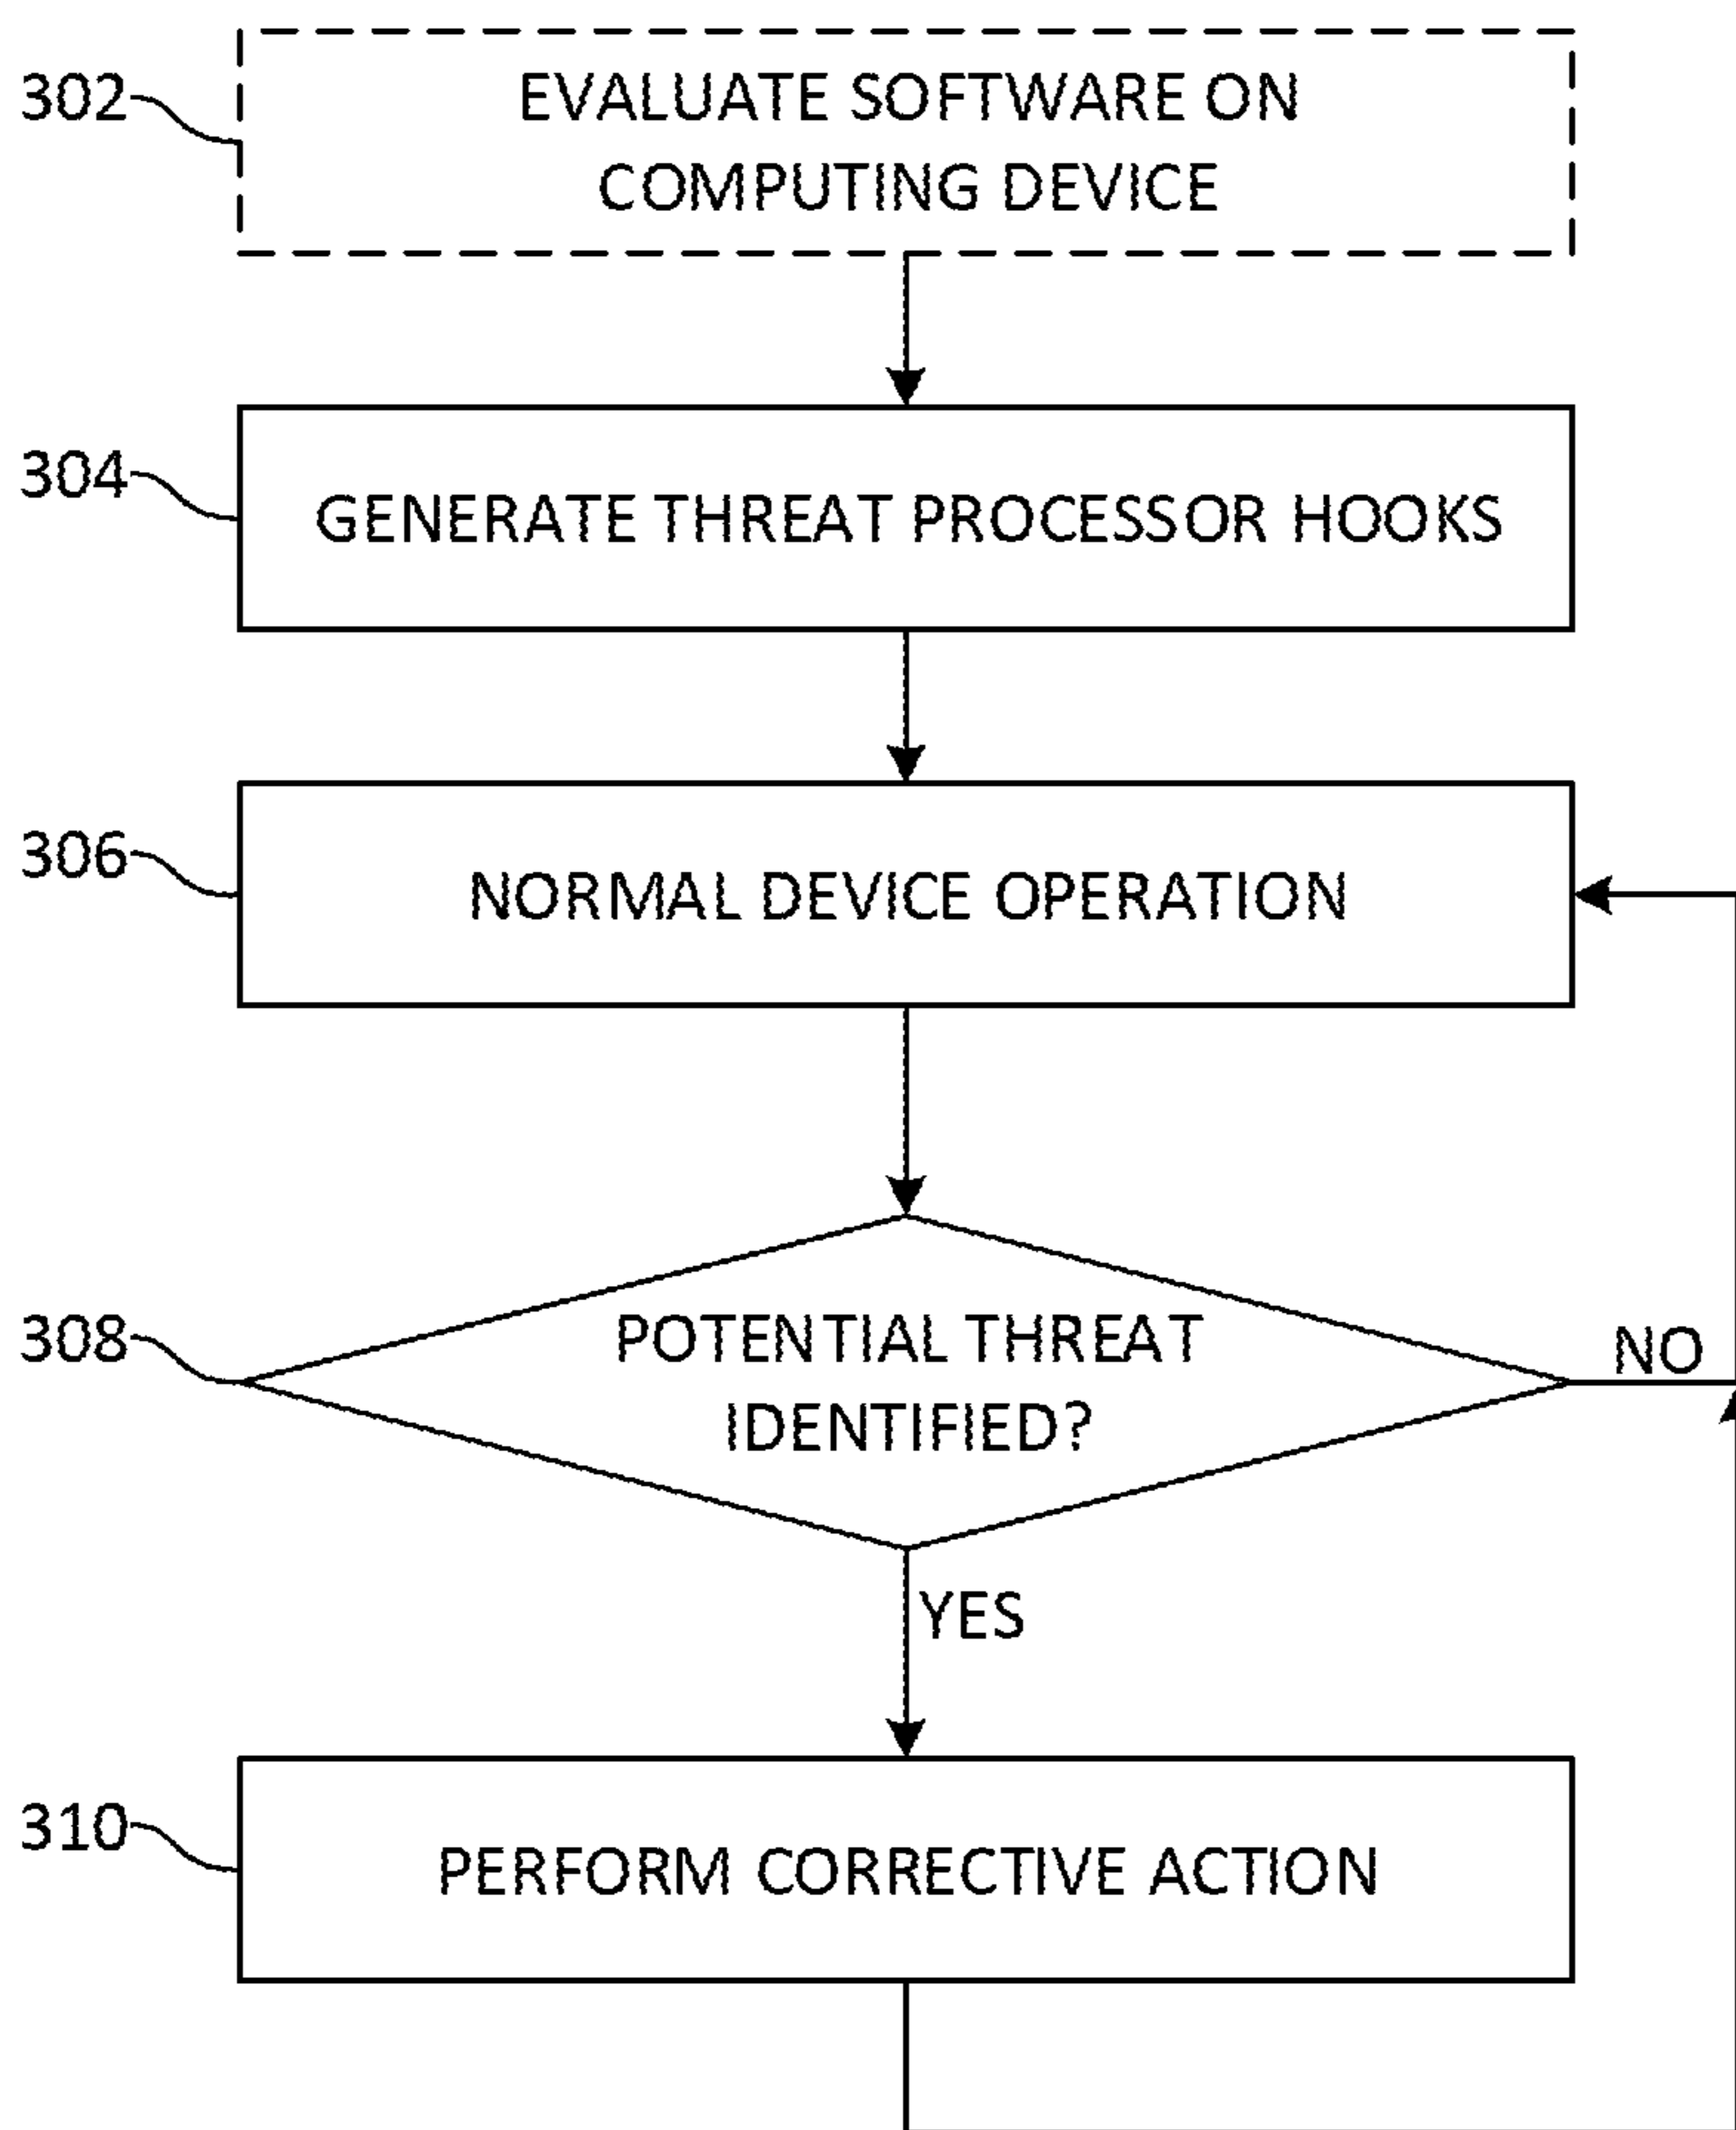 302
EVALUATE SOFTWARE ON
COMPUTING DEVICE
304
GENERATE THREAT PROCESSOR HOOKS
306
NORMAL DEVICE OPERATION
308
POTENTIAL THREAT
IDENTIFIED?
NO
YES
310
PERFORM CORRECTIVE ACTION